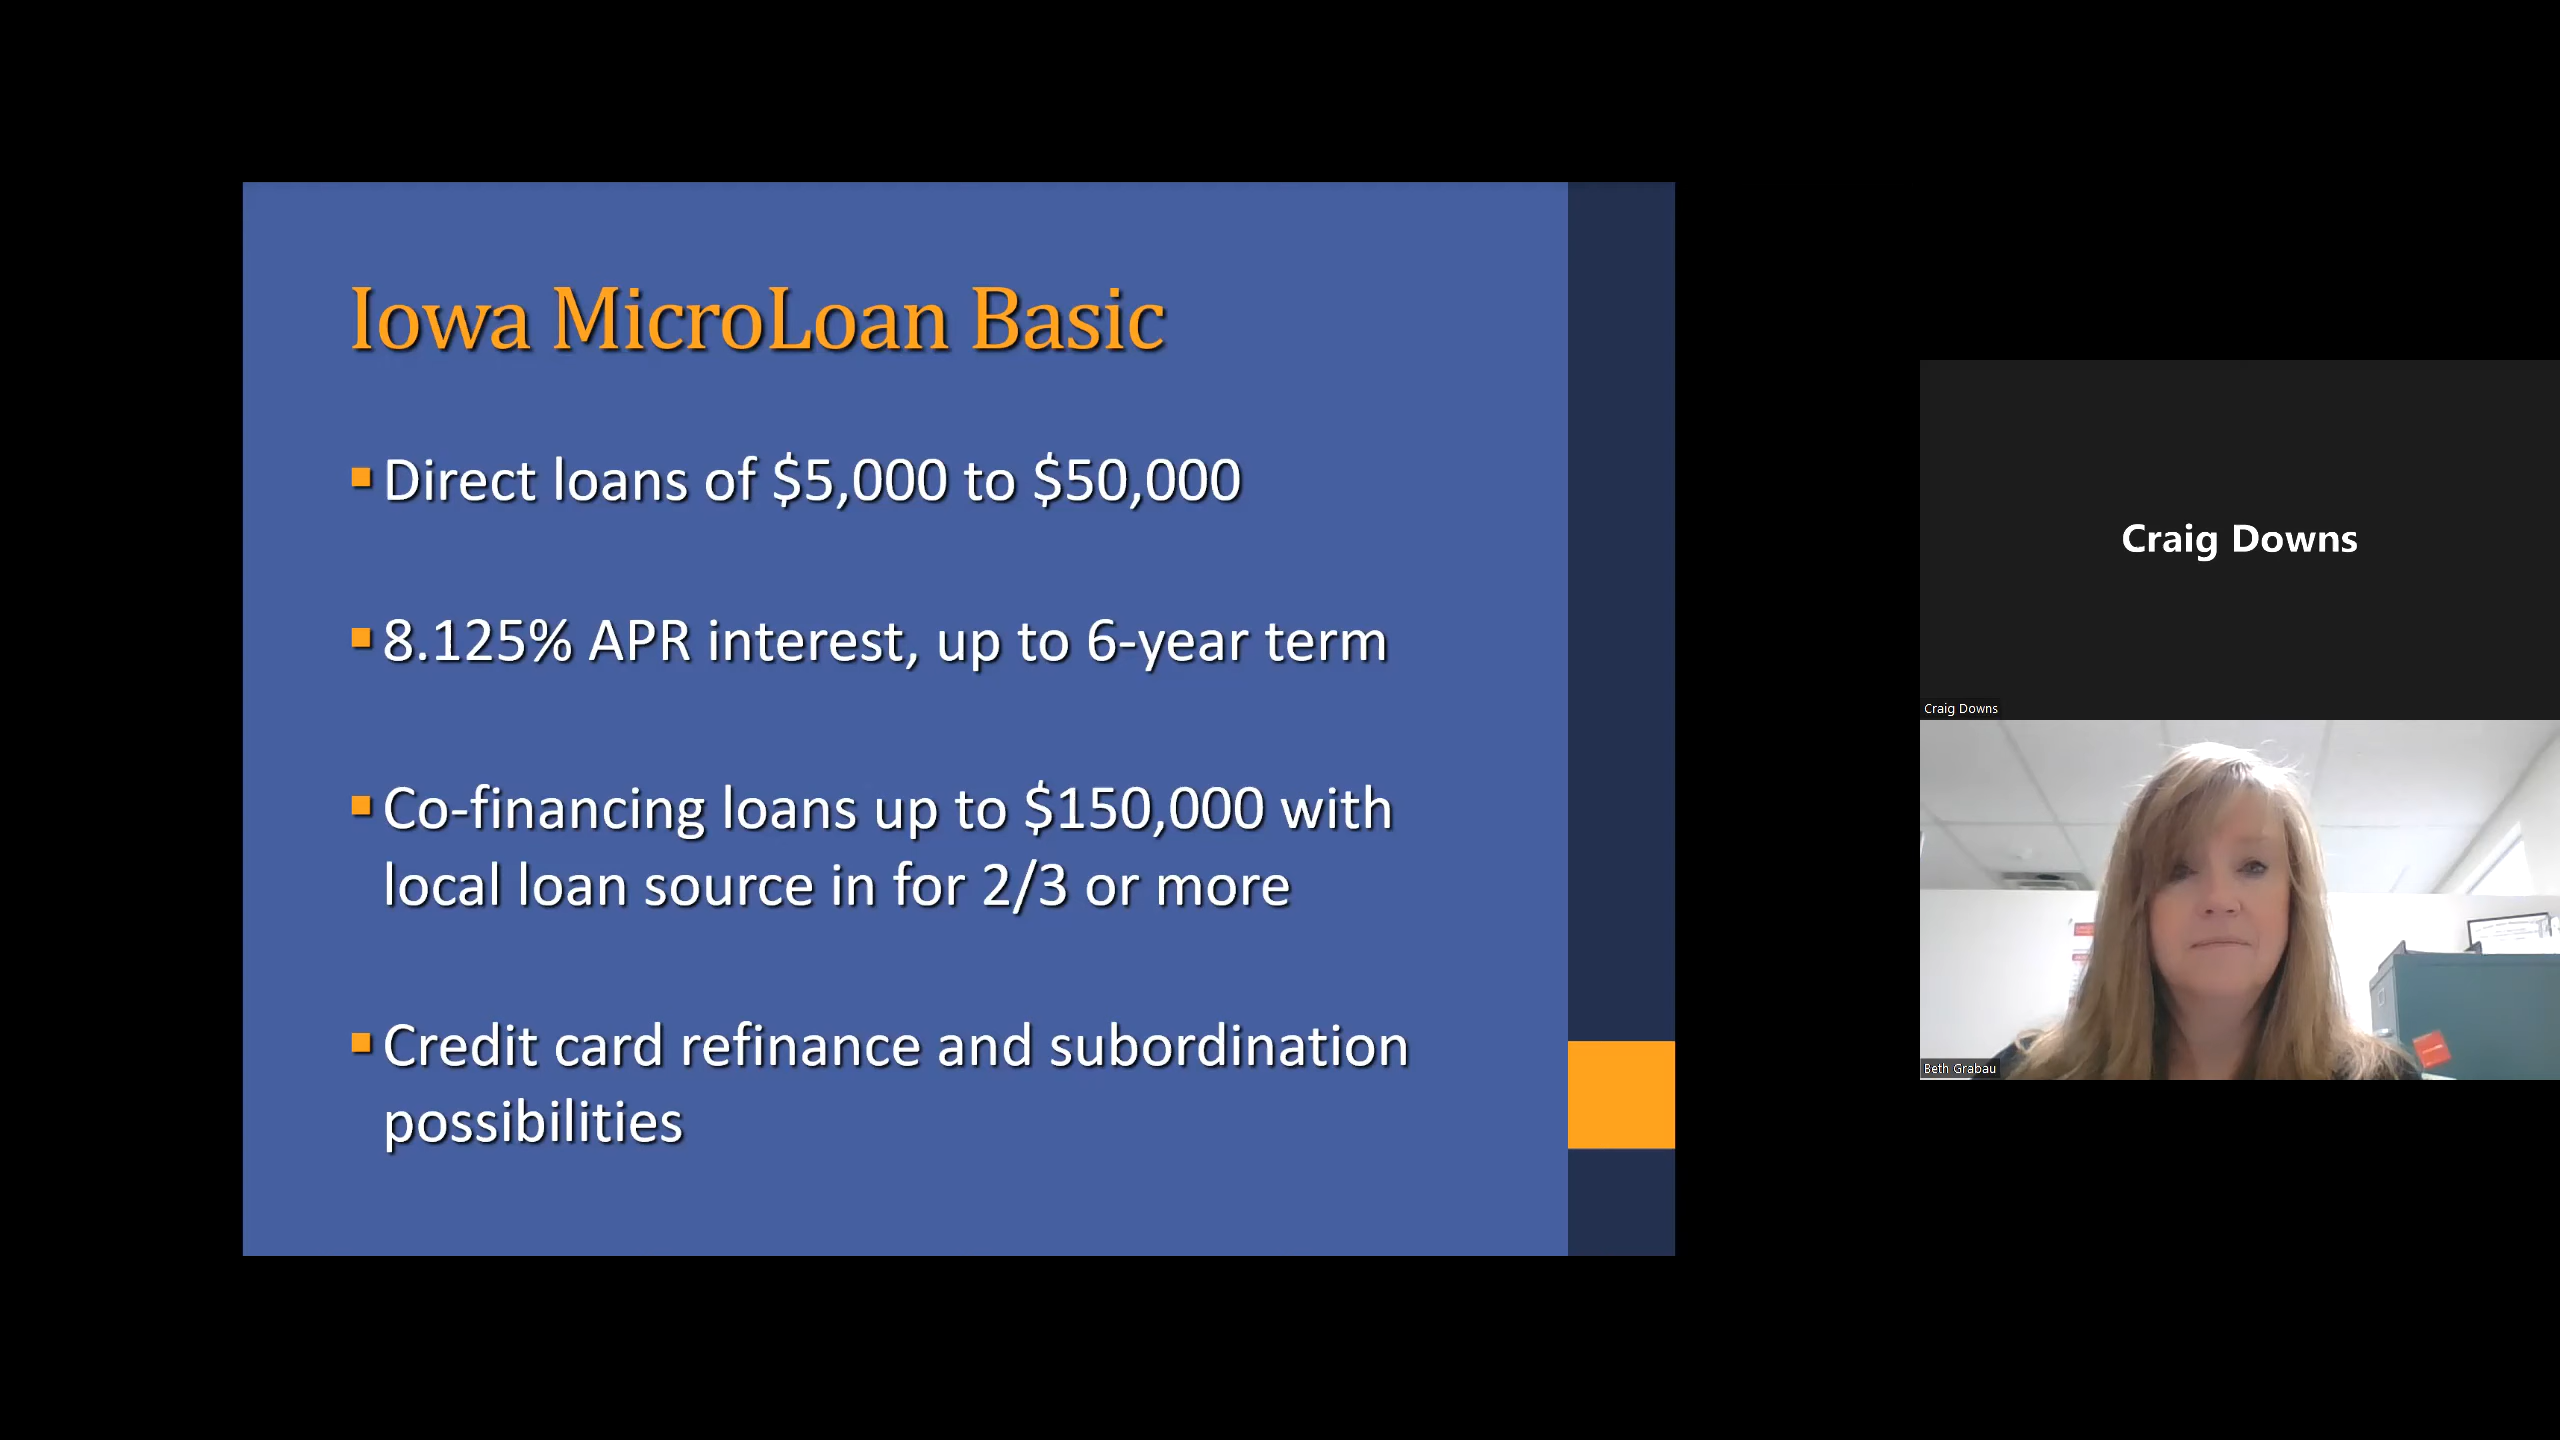 Iowa MicroLoan Basic
Direct loans of $5,000 to $50,000
8.125% APR interest, up to 6-year term
Co-financing loans up to $150,000 with
local loan source in for 2/3 or more
Credit card refinance and subordination
possibilities
Craig Downs
Craig Downs
Beth Grabau